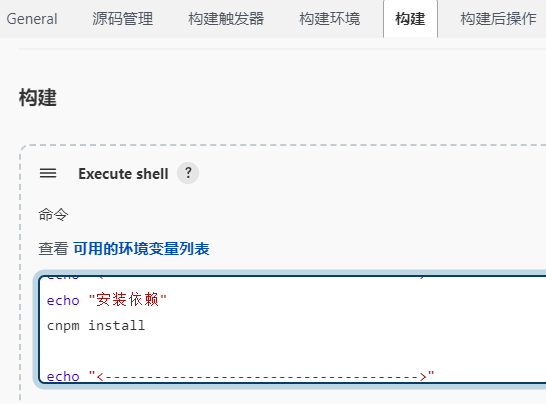 General 源码管理 构建触发器 构建环境 构建 构建后操作
构建
Execute shell ?
命令
查看 可用的环境变量列表
echo "安装依赖"
cnpm install
echo "<-------------------------------------->"